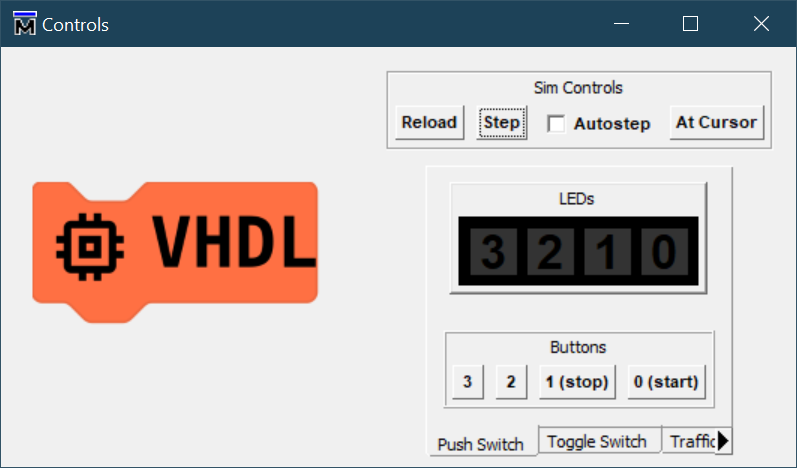 Controls
Sim Controls
Reload Step Autostep At Cursor
VHDL
LEDs
3 2 1 0
Buttons
3 2 1 (stop) 0 (start)
Push Switch Toggle Switch Traffic